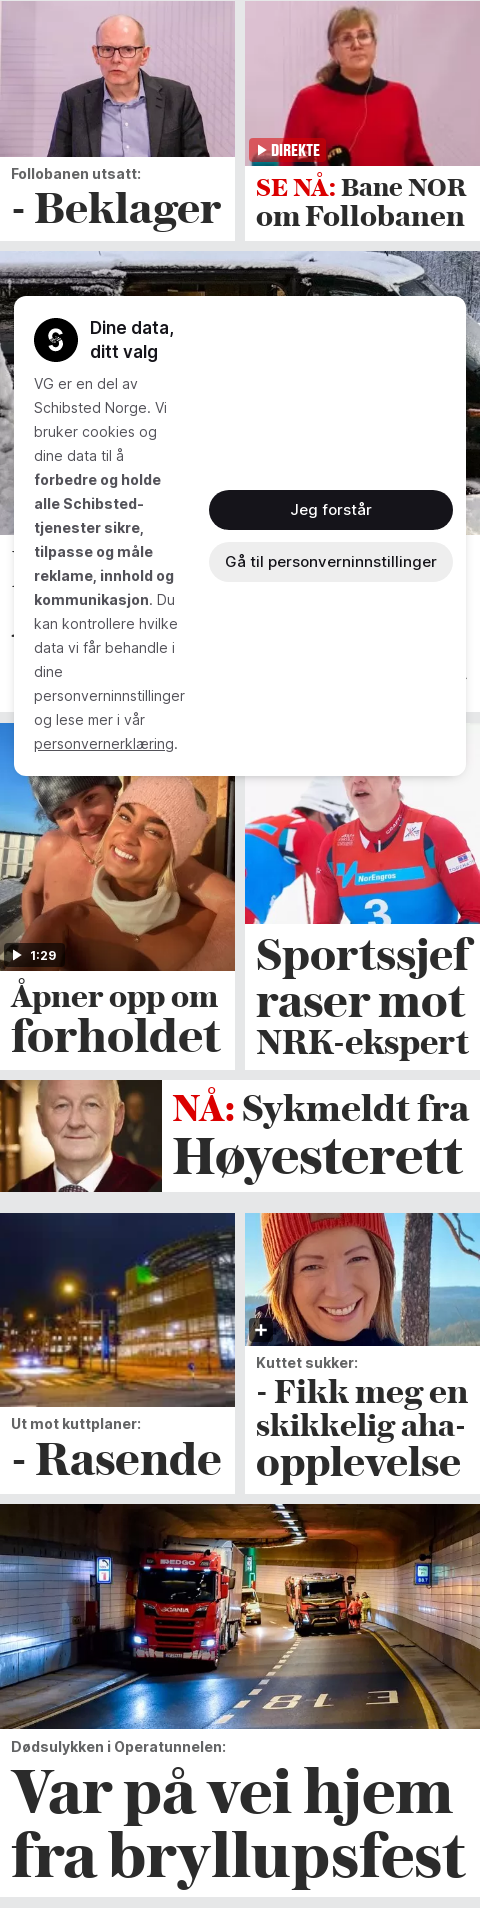 Follobanen utsatt:
- Beklager
DIREKTE
SE NÅ: Bane NOR
om Follobanen
Dine data,
ditt valg
VG er en del av
Schibsted Norge. Vi
bruker cookies og
dine data til å
forbedre og holde
alle Schibsted-
tjenester sikre,
tilpasse og måle
reklame, innhold og
kommunikasjon. Du
kan kontrollere hvilke
data vi får behandle i
dine
personverninnstillinger
og lese mer i vår
personvernerklæring.
Jeg forstår
Gå til personverninnstillinger
1:29
Åpner opp om
forholdet
NorEngros
3
Sportssjef
raser mot
NRK-ekspert
NÅ: Sykmeldt fra
Høyesterett
Ut mot kuttplaner:
- Rasende
Kuttet sukker:
- Fikk meg en
skikkelig aha-
opplevelse
BEDGO
SCANIA
E 18
Dødsulykken i Operatunnelen:
Var på vei hjem
fra bryllupsfest